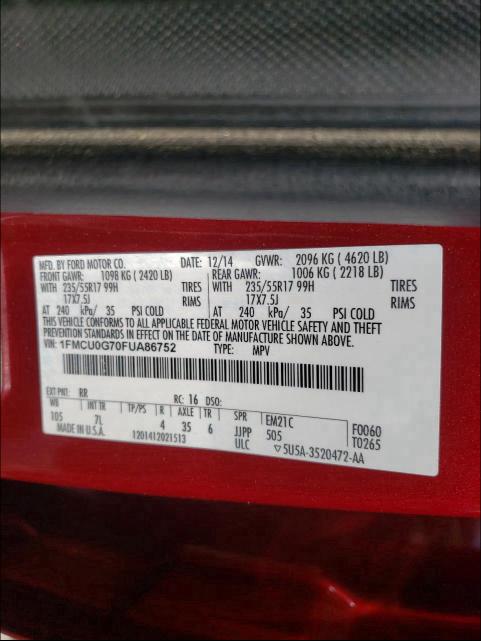 MFD. BY FORD MOTOR CO. DATE: 12/14 GVWR: 2096 KG ( 4620 LB)
FRONT GAWR: 1098 KG ( 2420 LB) REAR GAWR: 1006 KG ( 2218 LB)
WITH 235/55R17 99H TIRES WITH 235/55R17 99H TIRES
17X7.5J RIMS 17X7.5J RIMS
AT 240 kPa/ 35 PSI COLD AT 240 kPa/ 35 PSI COLD
THIS VEHICLE CONFORMS TO ALL APPLICABLE FEDERAL MOTOR VEHICLE SAFETY AND THEFT
PREVENTION STANDARDS IN EFFECT ON THE DATE OF MANUFACTURE SHOWN ABOVE.
VIN: 1FMCU0G70FUA86752 TYPE: MPV
EXT PNT: RR RC: 16 DSO:
WB INT TR TP/PS R AXLE TR SPR EM21C F0060
105 7L 4 35 6 JJPP 505 T0265
MADE IN U.S.A. 1201412021513 ULC ▽5U5A-3520472-AA